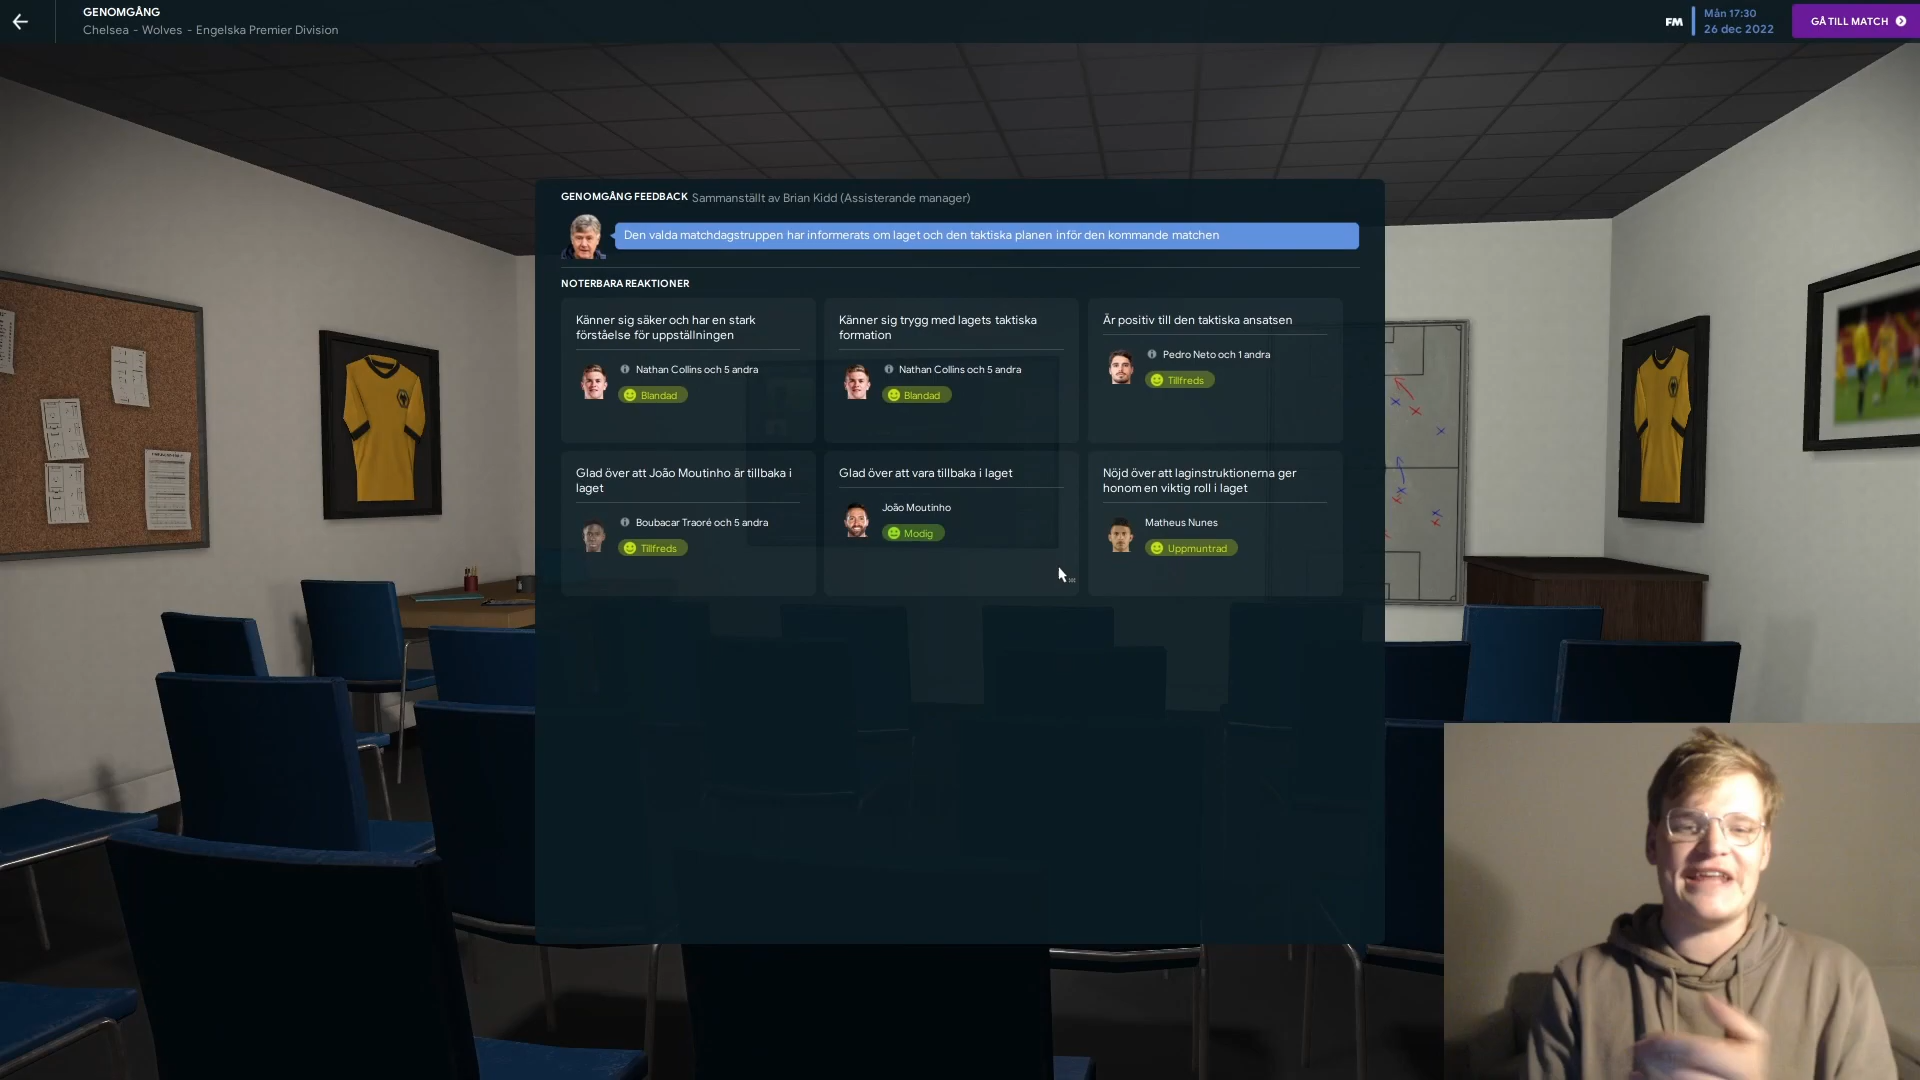 GENOMGÅNG
Chelsea - Wolves - Engelska Premier Division
FM
Mån 17:30
26 dec 2022
GÅ TILL MATCH
GENOMGÅNG FEEDBACK Sammanställt av Brian Kidd (Assisterande manager)
Den valda matchdagstruppen har informerats om laget och den taktiska planen inför den kommande matchen
NOTERBARA REAKTIONER
Känner sig säker och har en stark
förståelse för uppställningen
Nathan Collins och 5 andra
Blandad
Känner sig trygg med lagets taktiska
formation
Nathan Collins och 5 andra
Blandad
Är positiv till den taktiska ansatsen
Pedro Neto och 1 andra
Tillfreds
Glad över att João Moutinho är tillbaka i
laget
Boubacar Traoré och 5 andra
Tillfreds
Glad över att vara tillbaka i laget
João Moutinho
Modig
Nöjd över att laginstruktionerna ger
honom en viktig roll i laget
Matheus Nunes
Uppmuntrad